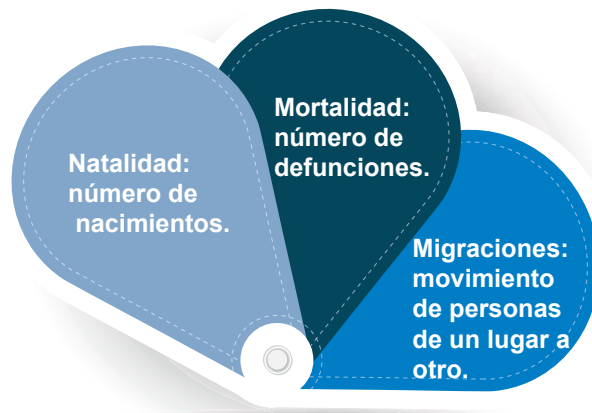 Natalidad:
número de
nacimientos.
Mortalidad:
número de
defunciones.
Migraciones:
movimiento
de personas
de un lugar a
otro.